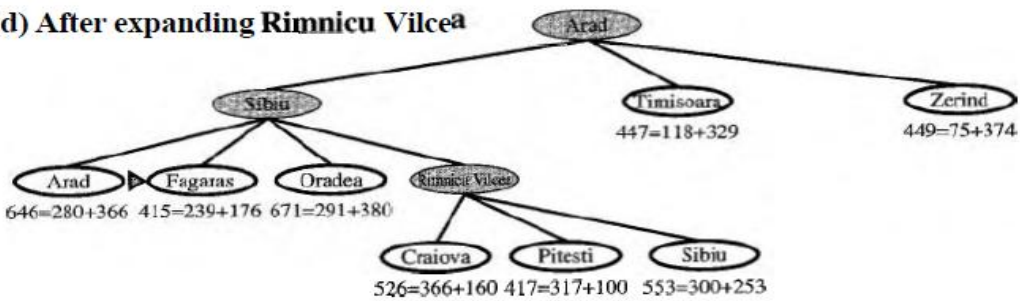 d) After expanding Rimnicu Vilcea
Arad
Sibiu
Timisoara
Zerind
447=118+329
449=75+374
Arad
Fagaras
Oradea
Rimnicu Vilcea
646=280+366 415=239+176 671=291+380
Craiova
Pitesti
Sibiu
526=366+160 417=317+100 553=300+253